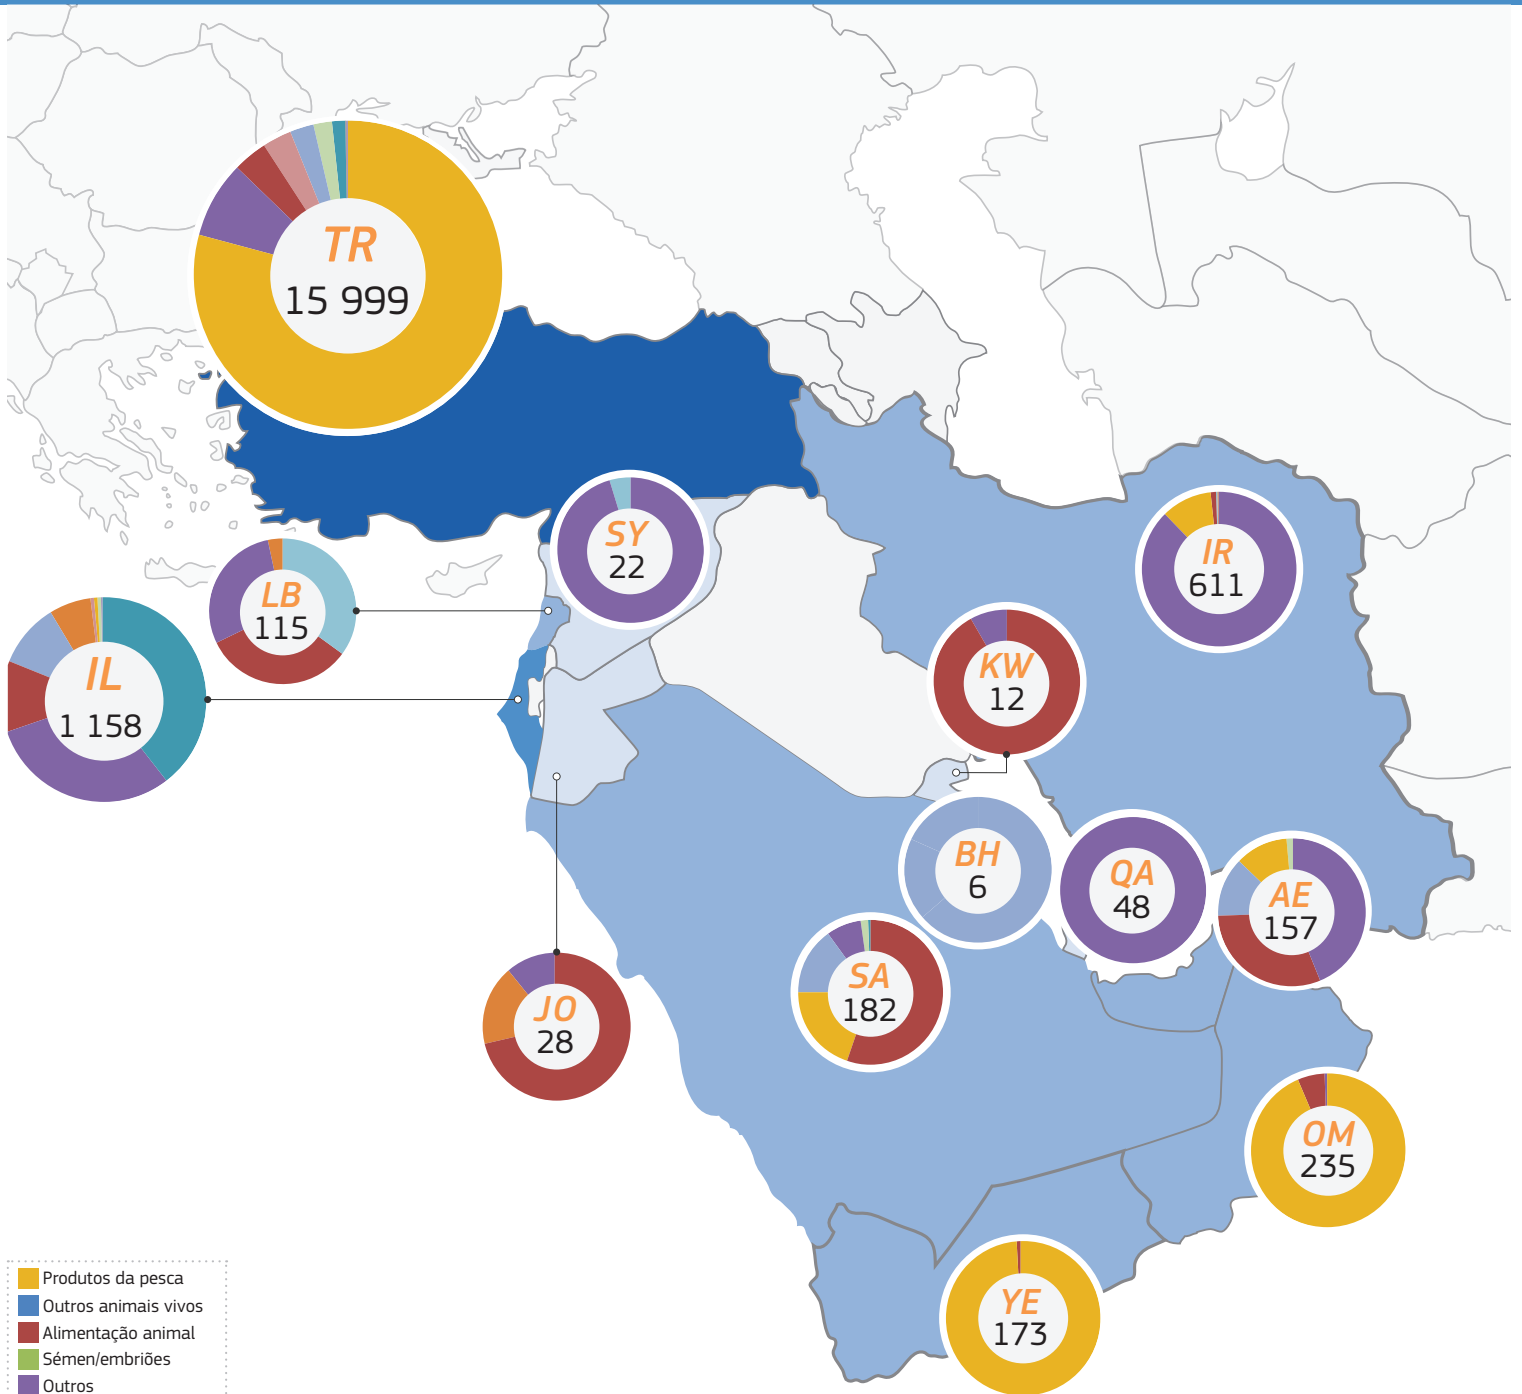 TR
15 999
SY
22
IR
611
LB
115
IL
1 158
KW
12
BH
6
QA
48
AE
157
SA
182
JO
28
OM
235
YE
173
Produtos da pesca
Outros animais vivos
Alimentação animal
Sémen/embriões
Outros